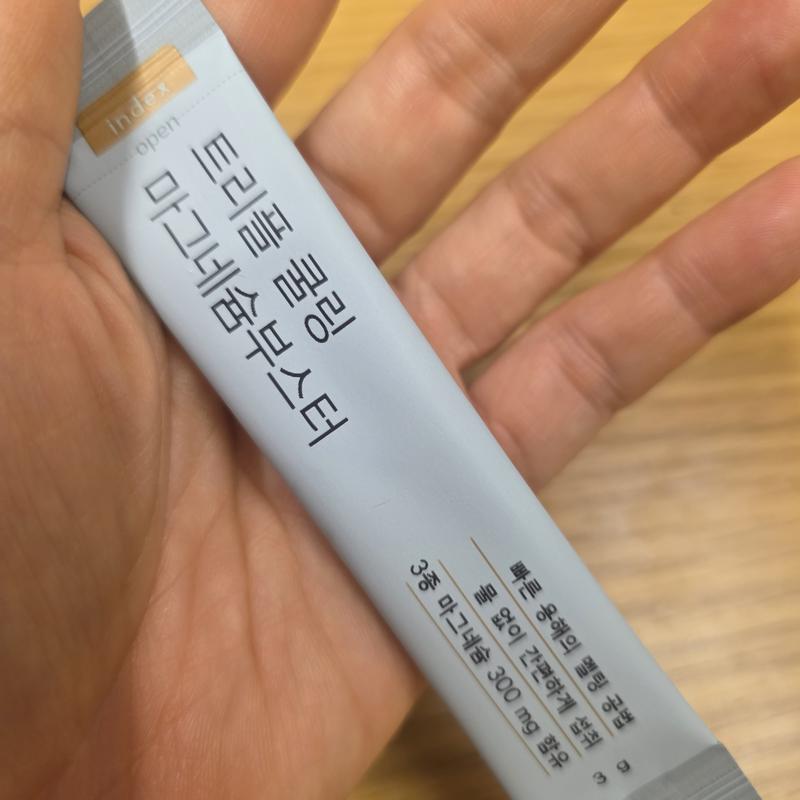 index
open
트리플 쿨링
마그네슘부스터
빠른 용해의 멜팅 공법
물 없이 간편하게 섭취
3종 마그네슘 300 mg 함유
3 g